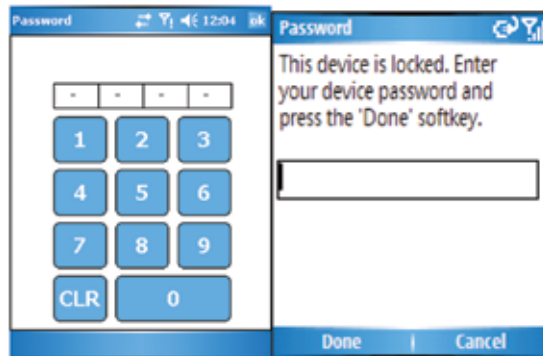 Password 12:04 ok
- - - -
1 2 3
4 5 6
7 8 9
CLR 0
Password
This device is locked. Enter
your device password and
press the 'Done' softkey.
Done Cancel